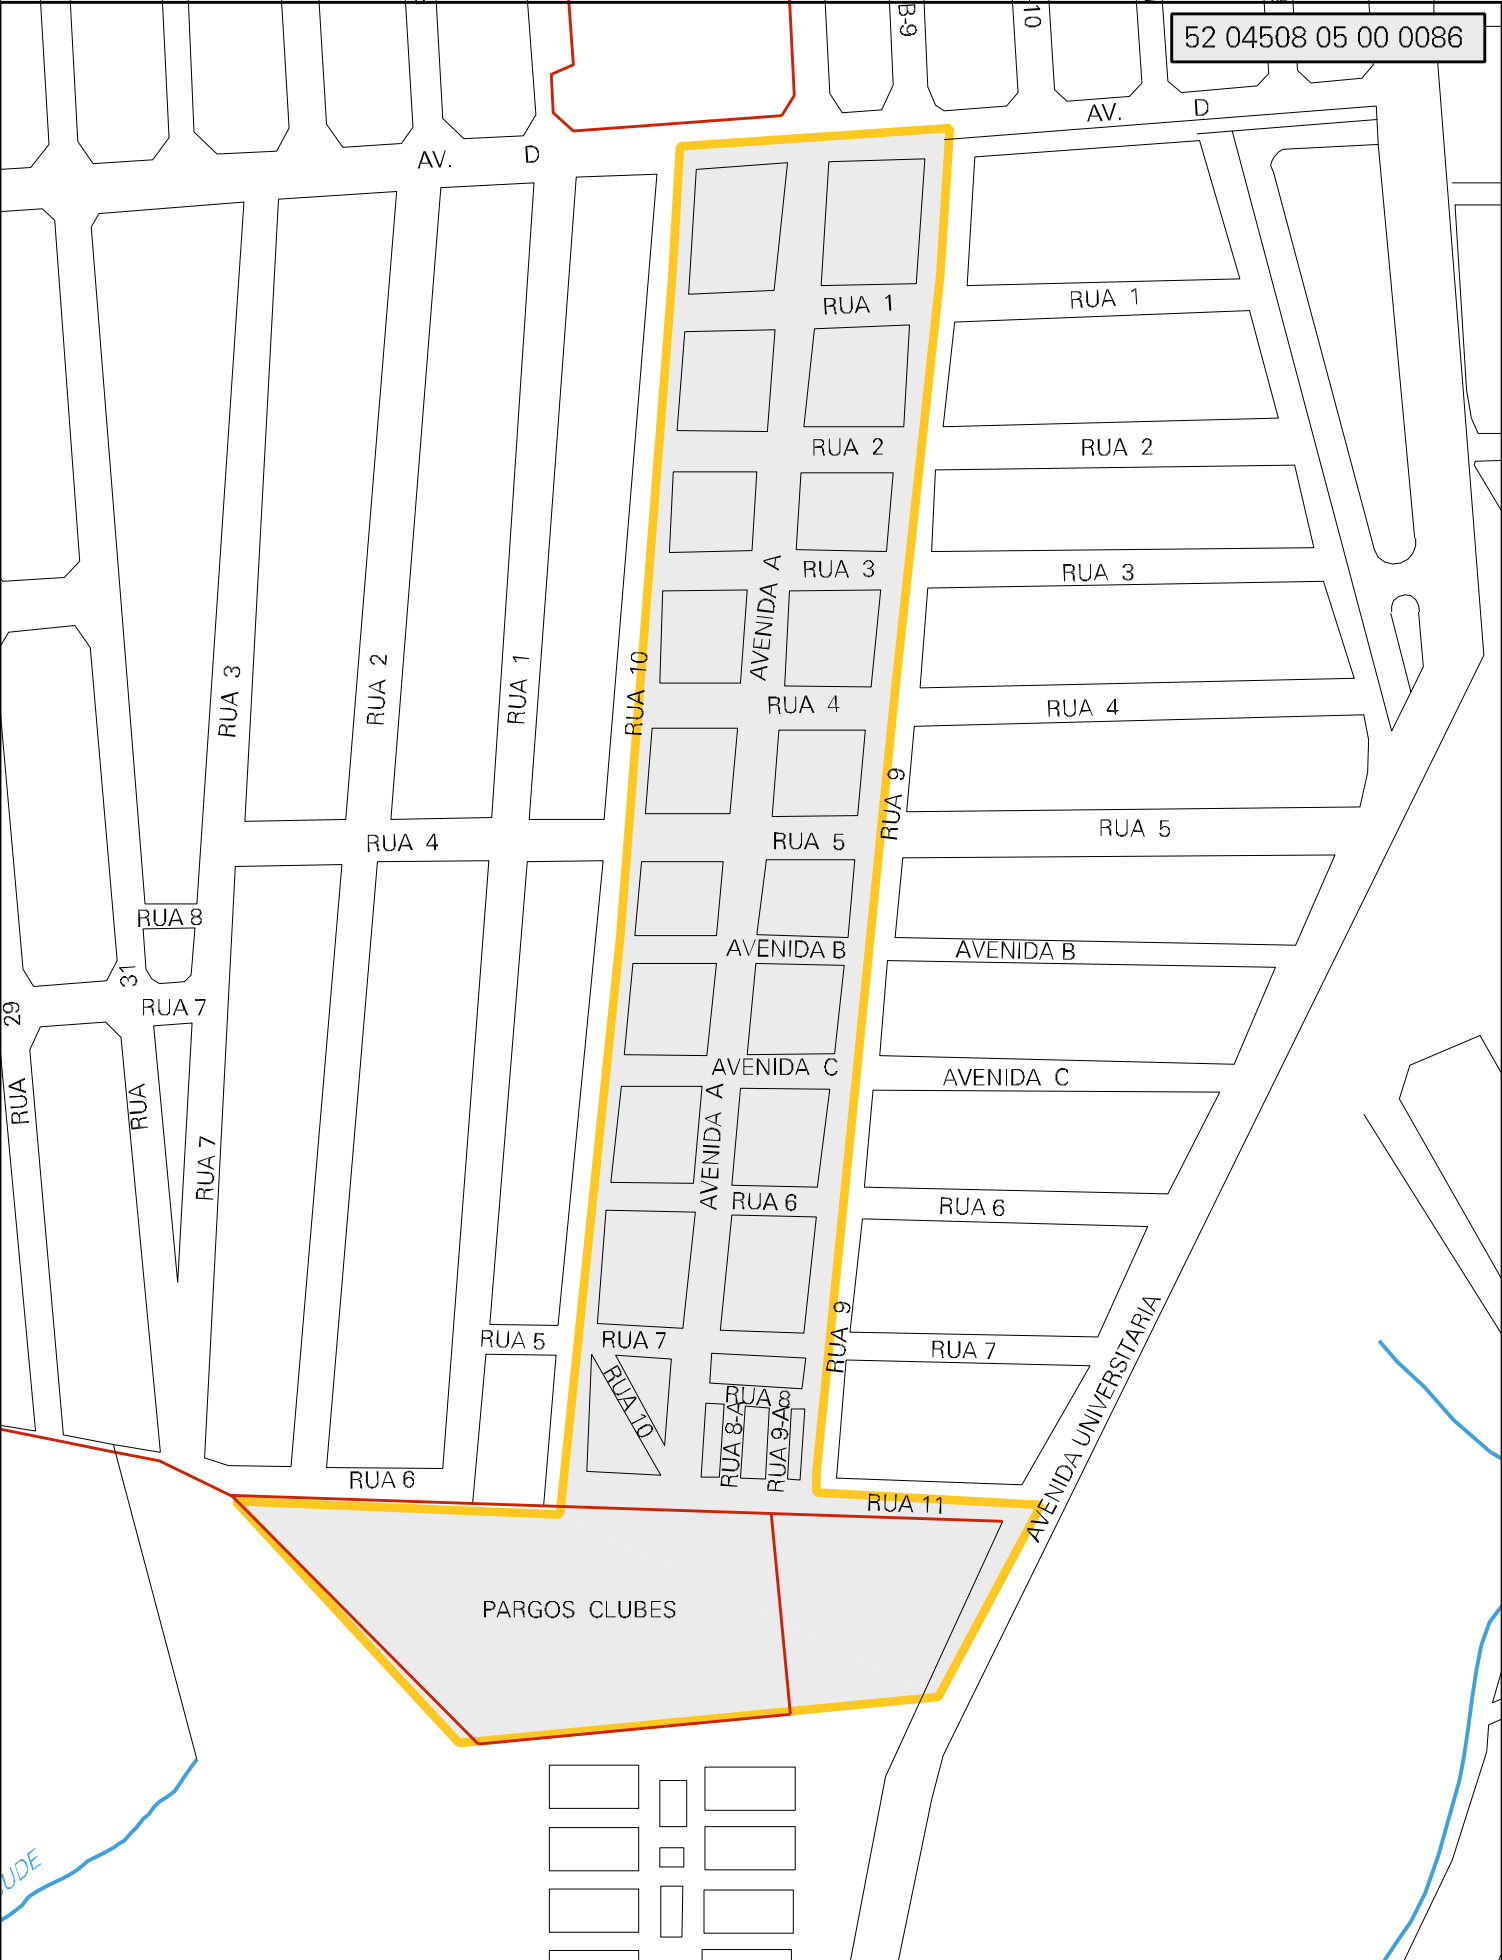 B-9
10
52 04508 05 00 0086
AV. D
AV. D
RUA 1
RUA 1
RUA 2
RUA 2
RUA 3
RUA 3
AVENIDA A
RUA 3
RUA 2
RUA 1
RUA 10
RUA 4
RUA 4
RUA 9
RUA 4
RUA 5
RUA 5
RUA 8
AVENIDA B
AVENIDA B
31
RUA
29
RUA
RUA 7
AVENIDA C
AVENIDA C
RUA 7
AVENIDA A
RUA 6
RUA 6
RUA 5
RUA 7
RUA 9
RUA 7
RUA 10
RUA 8
RUA 8-A
RUA 9-A
AVENIDA UNIVERSITARIA
RUA 6
RUA 11
PARGOS CLUBES
UDE